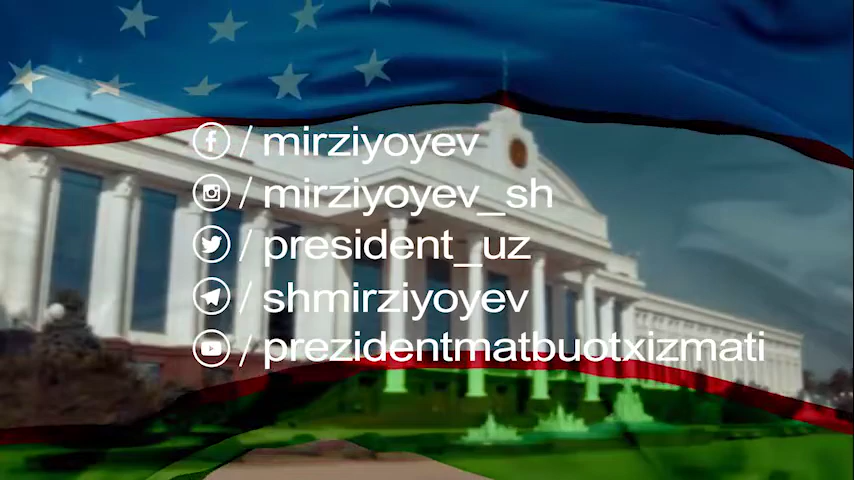 /mirziyoyev
/mirziyoyev_sh
/president_uz
/shmirziyoyev
/prezidentmatbuotxizmati